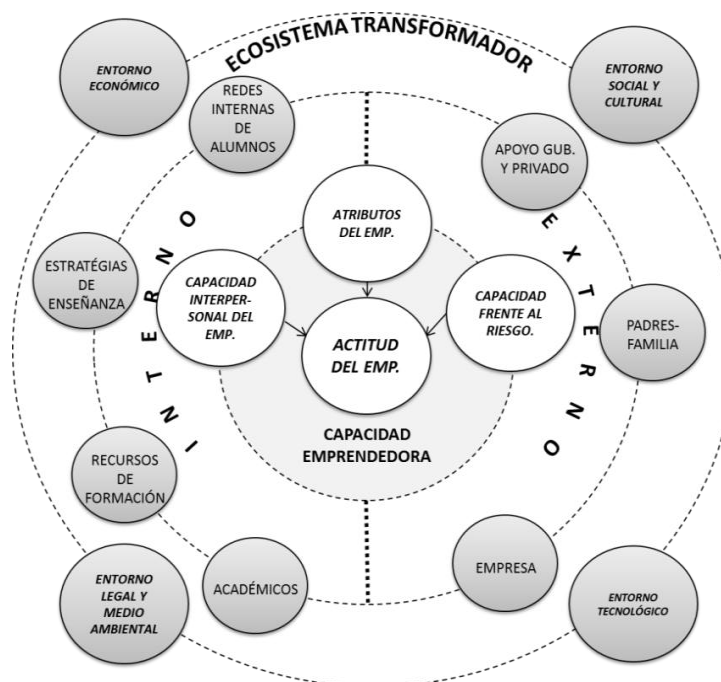 ECOSISTEMA TRANSFORMADOR
ENTORNO
ECONÓMICO
ENTORNO
SOCIAL Y
CULTURAL
REDES
INTERNAS
DE
ALUMNOS
APOYO GUB.
Y PRIVADO
INTERNO
EXTERNO
ATRIBUTOS
DEL EMP.
ESTRATÉGIAS
DE
ENSEÑANZA
CAPACIDAD
INTERPER-
SONAL DEL
EMP.
CAPACIDAD
FRENTE AL
RIESGO.
PADRES-
FAMILIA
ACTITUD
DEL EMP.
CAPACIDAD
EMPRENDEDORA
RECURSOS
DE
FORMACIÓN
ACADÉMICOS
EMPRESA
ENTORNO
LEGAL Y
MEDIO
AMBIENTAL
ENTORNO
TECNOLÓGICO